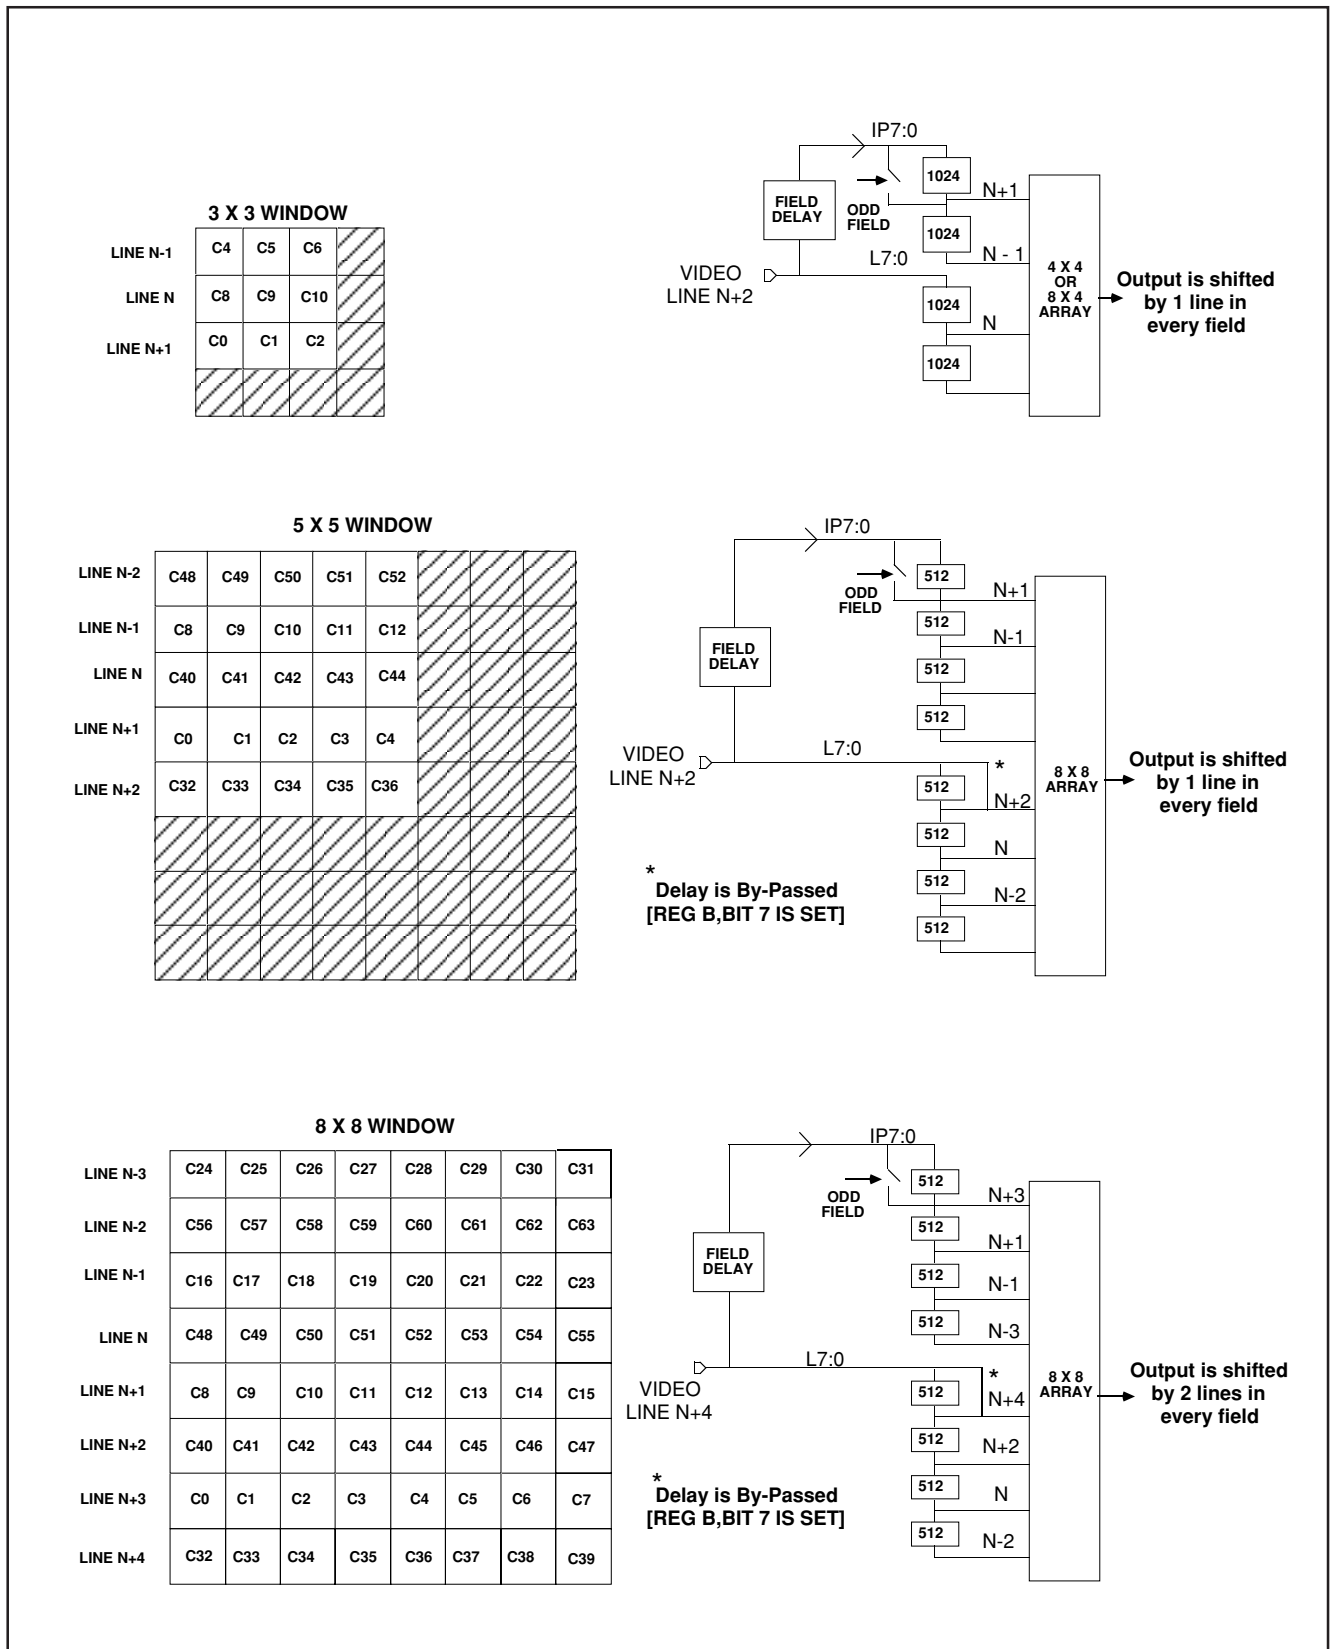 3 X 3 WINDOW
LINE N-1 C4 C5 C6
LINE N C8 C9 C10
LINE N+1 C0 C1 C2
IP7:0
1024
N+1
FIELD
DELAY
ODD
FIELD
1024
N - 1
L7:0
VIDEO
LINE N+2
1024
N
1024
4 X 4
OR
8 X 4
ARRAY
Output is shifted
by 1 line in
every field
5 X 5 WINDOW
LINE N-2 C48 C49 C50 C51 C52
LINE N-1 C8 C9 C10 C11 C12
LINE N C40 C41 C42 C43 C44
LINE N+1 C0 C1 C2 C3 C4
LINE N+2 C32 C33 C34 C35 C36
IP7:0
512
ODD
FIELD
N+1
512
N-1
FIELD
DELAY
512
512
L7:0
VIDEO
LINE N+2
*
512
N+2
512
N
512
N-2
512
8 X 8
ARRAY
Output is shifted
by 1 line in
every field
*
Delay is By-Passed
[REG B,BIT 7 IS SET]
8 X 8 WINDOW
LINE N-3 C24 C25 C26 C27 C28 C29 C30 C31
LINE N-2 C56 C57 C58 C59 C60 C61 C62 C63
LINE N-1 C16 C17 C18 C19 C20 C21 C22 C23
LINE N C48 C49 C50 C51 C52 C53 C54 C55
LINE N+1 C8 C9 C10 C11 C12 C13 C14 C15
LINE N+2 C40 C41 C42 C43 C44 C45 C46 C47
LINE N+3 C0 C1 C2 C3 C4 C5 C6 C7
LINE N+4 C32 C33 C34 C35 C36 C37 C38 C39
IP7:0
512
ODD
FIELD
N+3
512
N+1
FIELD
DELAY
512
N-1
512
N-3
L7:0
VIDEO
LINE N+4
*
512
N+4
512
N+2
512
N
512
N-2
8 X 8
ARRAY
Output is shifted
by 2 lines in
every field
*
Delay is By-Passed
[REG B,BIT 7 IS SET]